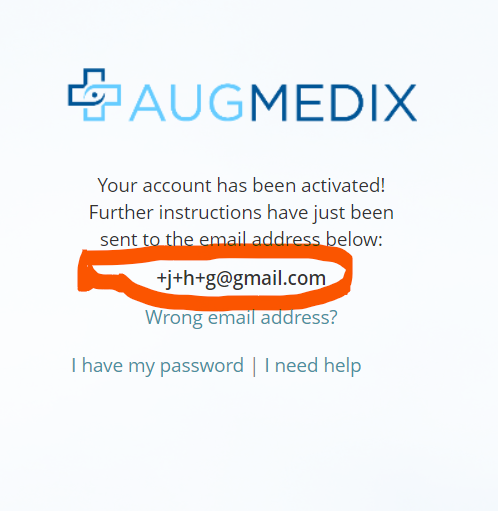 AUGMEDIX
Your account has been activated!
Further instructions have just been
sent to the email address below:
+j+h+g@gmail.com
Wrong email address?
I have my password | I need help